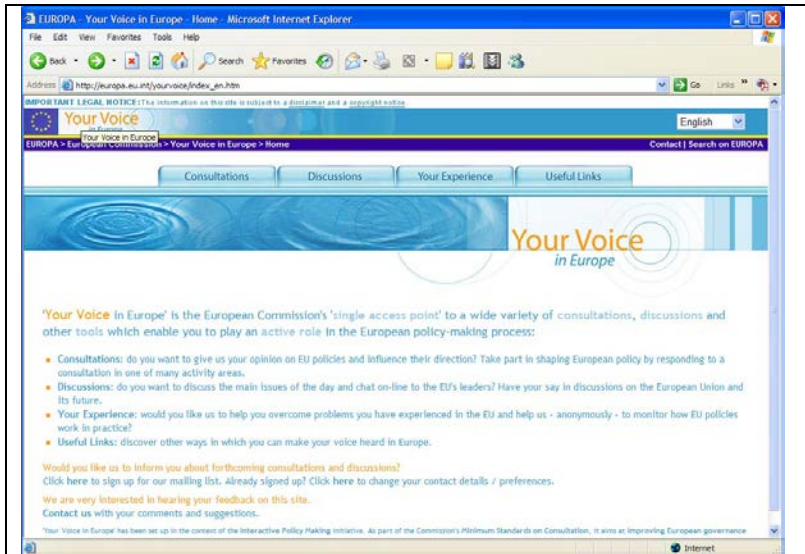 EUROPA - Your Voice in Europe - Home - Microsoft Internet Explorer
File Edit View Favorites Tools Help
Back Search Favorites
Address http://europa.eu.int/yourvoice/index_en.htm Go Links »
IMPORTANT LEGAL NOTICE: The information on this site is subject to a disclaimer and a copyright notice
Your Voice
in Europe
English
Your Voice in Europe
EUROPA > European Commission > Your Voice in Europe > Home Contact | Search on EUROPA
Consultations Discussions Your Experience Useful Links
Your Voice
in Europe
'Your Voice in Europe' is the European Commission's 'single access point' to a wide variety of consultations, discussions and
other tools which enable you to play an active role in the European policy-making process:
Consultations: do you want to give us your opinion on EU policies and influence their direction? Take part in shaping European policy by responding to a
consultation in one of many activity areas.
Discussions: do you want to discuss the main issues of the day and chat on-line to the EU's leaders? Have your say in discussions on the European Union and
its future.
Your Experience: would you like us to help you overcome problems you have experienced in the EU and help us - anonymously - to monitor how EU policies
work in practice?
Useful Links: discover other ways in which you can make your voice heard in Europe.
Would you like us to inform you about forthcoming consultations and discussions?
Click here to sign up for our mailing list. Already signed up? Click here to change your contact details / preferences.
We are very interested in hearing your feedback on this site.
Contact us with your comments and suggestions.
'Your Voice in Europe' has been set up in the context of the Interactive Policy Making initiative. As part of the Commission's Minimum Standards on Consultation, it aims at improving European governance
Internet